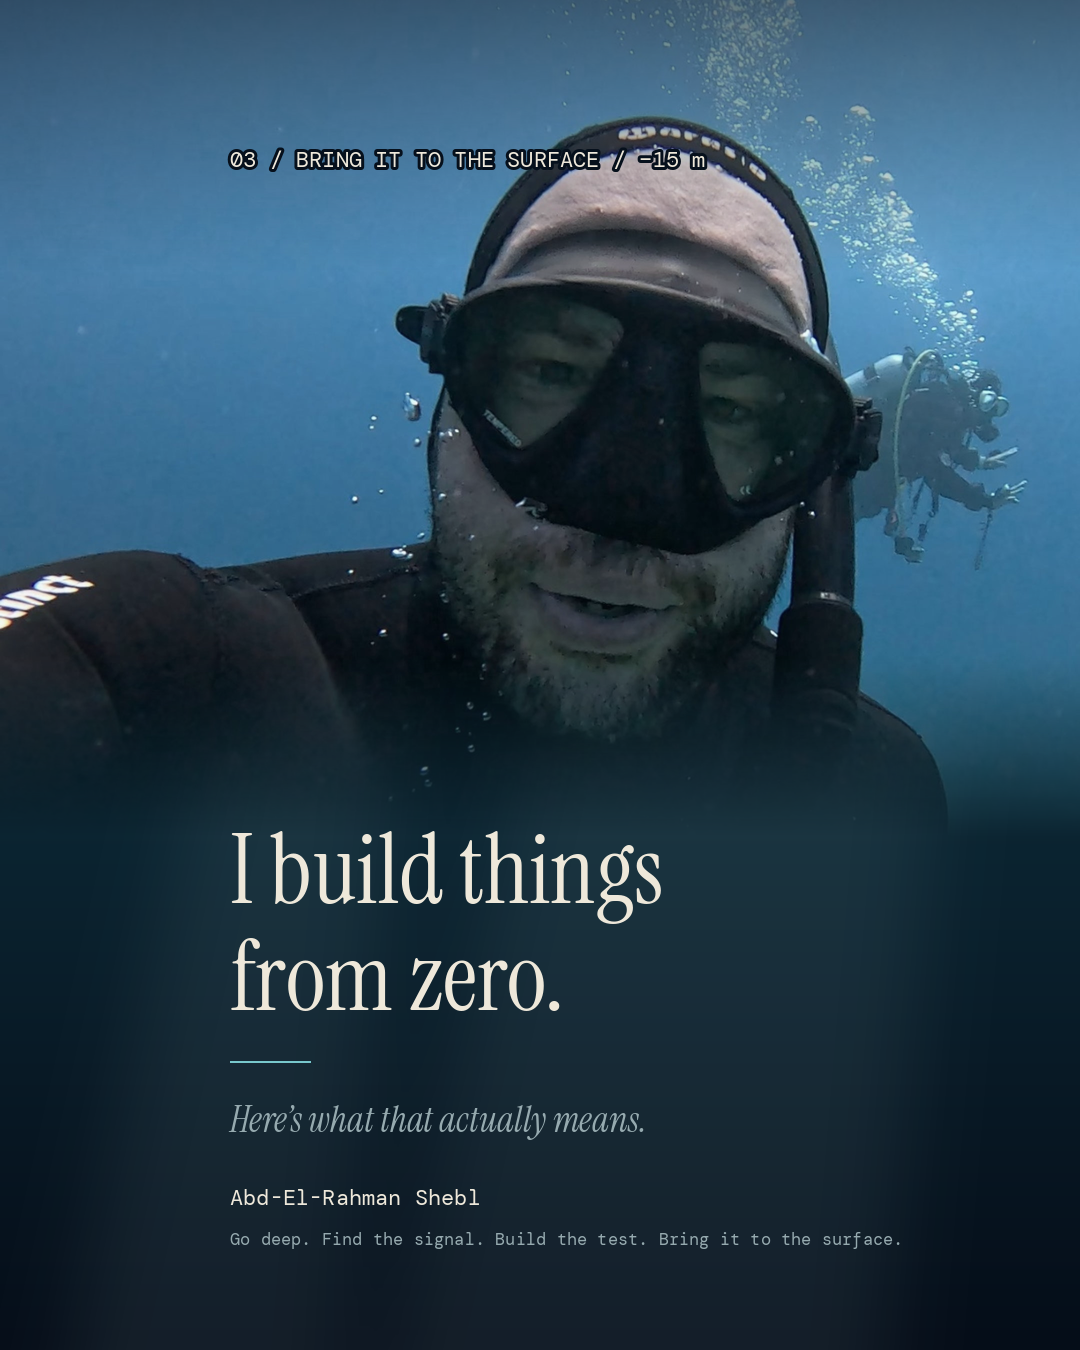 03 / BRING IT TO THE SURFACE / −15 m
TEMPERED
I build things
from zero.
Here's what that actually means.
Abd-El-Rahman Shebl
Go deep. Find the signal. Build the test. Bring it to the surface.